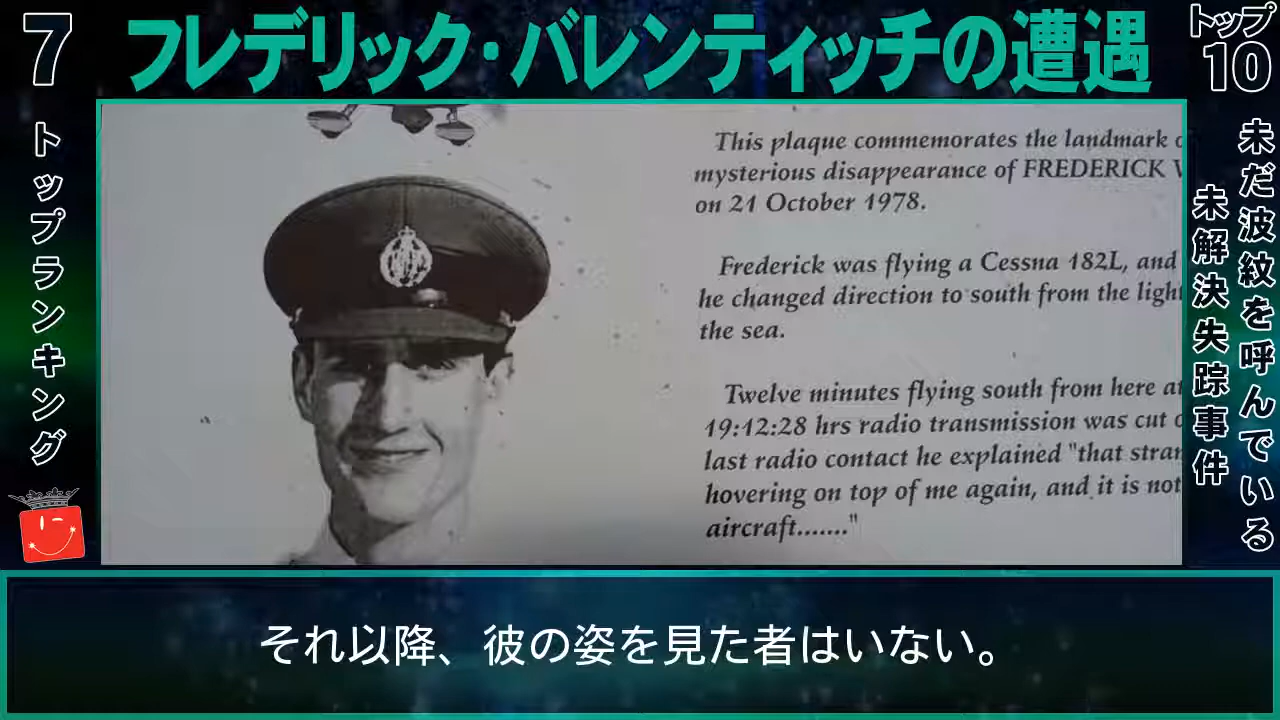 7
フレデリック・バレンティッチの遭遇
トップ
10
トップランキング
未だ波紋を呼んでいる
未解決失踪事件
This plaque commemorates the landmark
mysterious disappearance of FREDERICK
on 21 October 1978.
Frederick was flying a Cessna 182L, and
he changed direction to south from the
the sea.
Twelve minutes flying south from here
19:12:28 hrs radio transmission was cut
last radio contact he explained "that
hovering on top of me again, and it is not
aircraft......."
それ以降、彼の姿を見た者はいない。